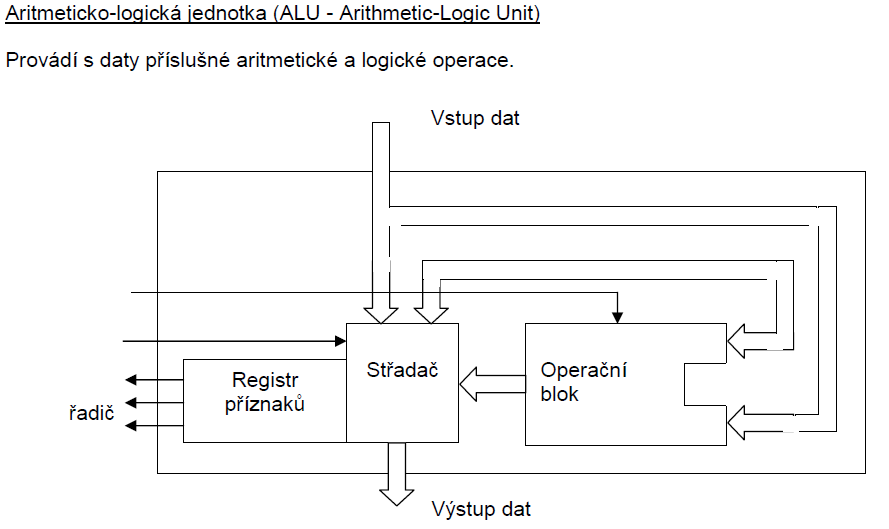 Aritmeticko-logická jednotka (ALU - Arithmetic-Logic Unit)
Provádí s daty příslušné aritmetické a logické operace.
Vstup dat
Střadač
Operační
blok
Registr
příznaků
řadič
Výstup dat